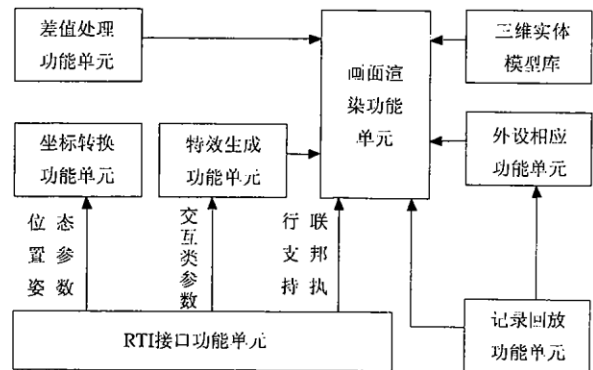 差值处理
功能单元
画面渲
染功能
单元
三维实体
模型库
坐标转换
功能单元
特效生成
功能单元
外设相应
功能单元
位 态
置 参
姿 数
交
互
类
参
数
行 联
支 邦
持 执
RTI接口功能单元
记录回放
功能单元